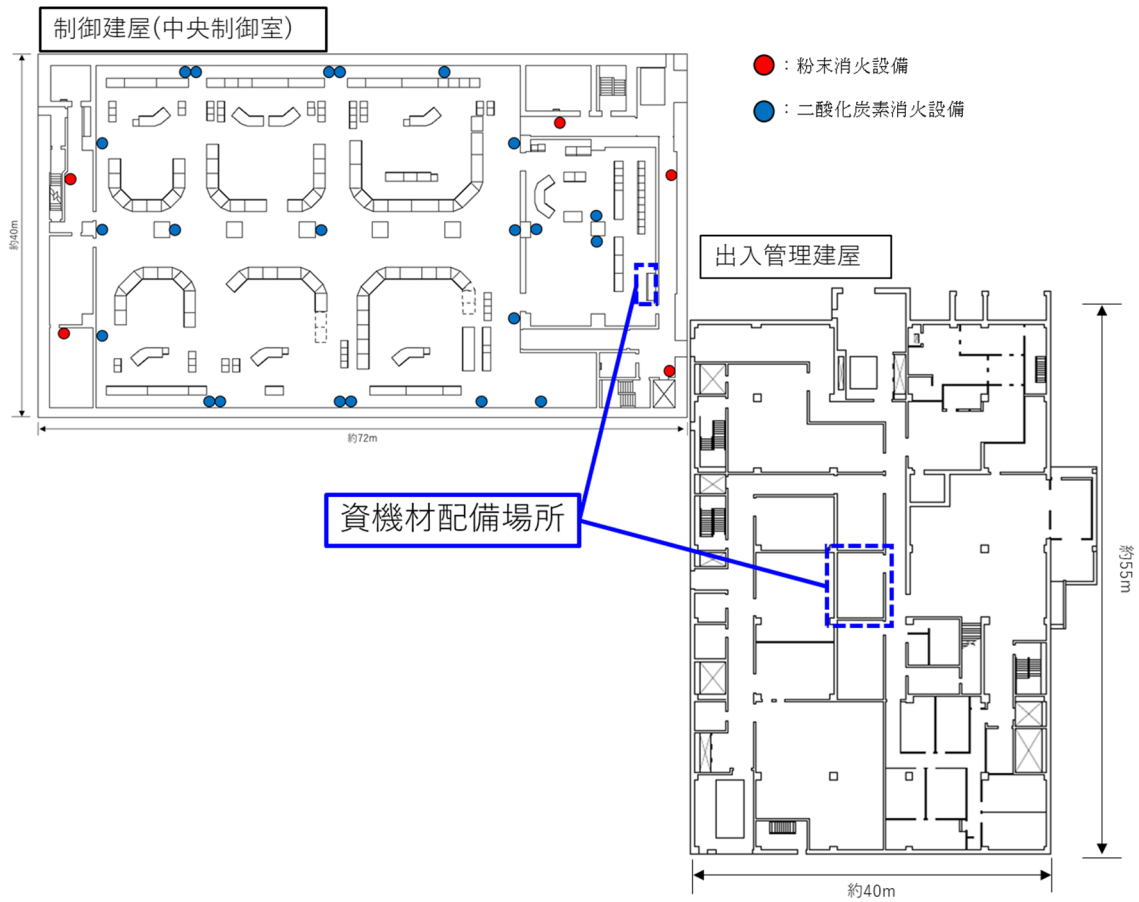 制御建屋(中央制御室)
：粉末消火設備
：二酸化炭素消火設備
約40m
約72m
出入管理建屋
資機材配備場所
約55m
約40m